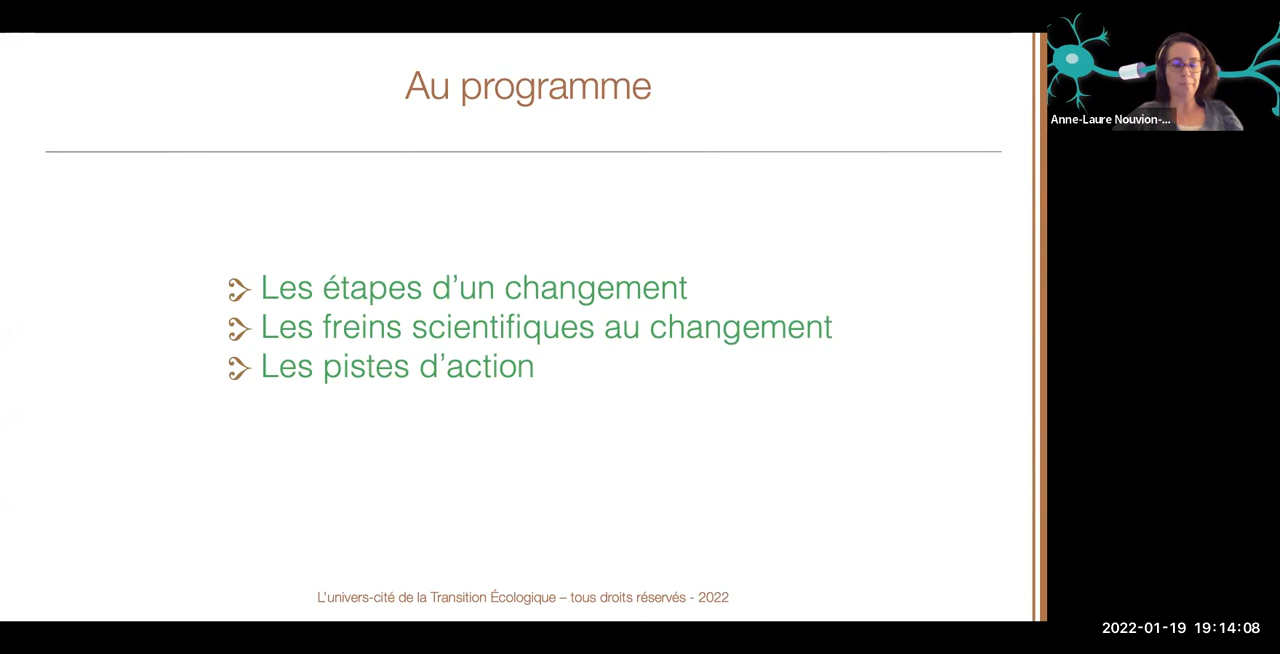 Au programme
Les étapes d’un changement
Les freins scientifiques au changement
Les pistes d’action
L’univers-cité de la Transition Écologique – tous droits réservés - 2022
Anne-Laure Nouvion-...
2022-01-19 19:14:08